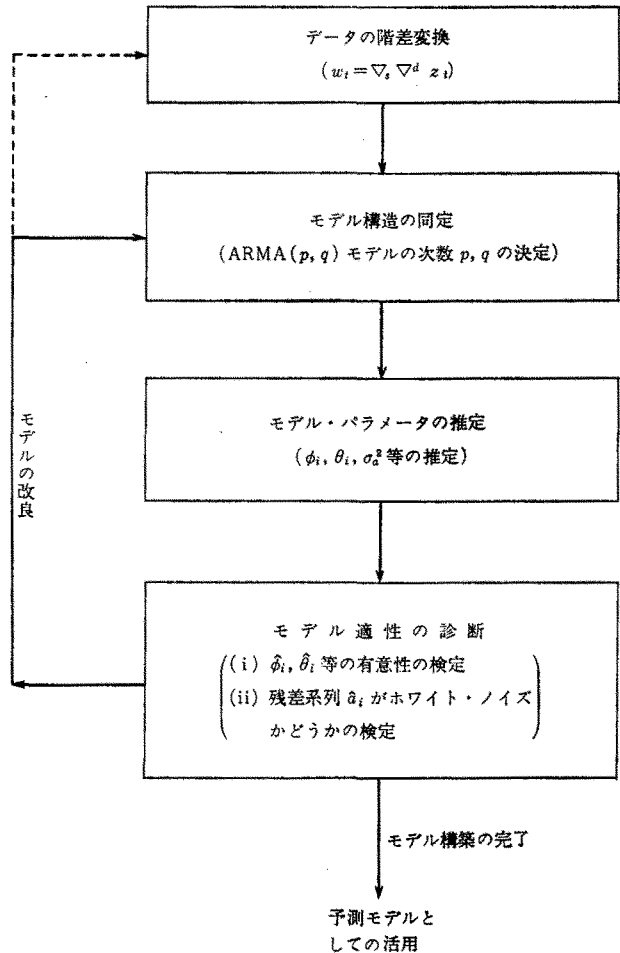 データの階差変換
(w_t=▽_s ▽^d z_t)
モデル構造の同定
(ARMA(p, q) モデルの次数 p, q の決定)
モデル・パラメータの推定
(φ_i, θ_i, σ_a^2 等の推定)
モデル適性の診断
(i) φ̂_i, θ̂_i 等の有意性の検定
(ii) 残差系列 â_i がホワイト・ノイズ
かどうかの検定
モデルの改良
モデル構築の完了
予測モデルと
しての活用